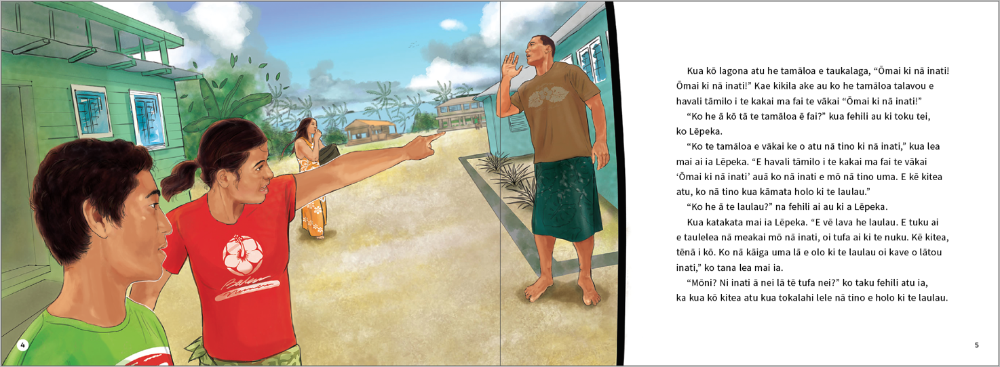 Kua kō lagona atu he tamāloa e taukalaga, “Ōmai ki nā inati!
Ōmai ki nā inati!” Kae kikila ake au ko he tamāloa talavou e
havali tāmilo i te kakai ma fai te vākai “Ōmai ki nā inati!”
“Ko he ā kō tā te tamāloa ē fai?” kua fehili au ki toku tei,
ko Lēpeka.
“Ko te tamāloa e vākai ke o atu nā tino ki nā inati,” kua lea
mai ai ia Lēpeka. “E havali tāmilo i te kakai ma fai te vākai
‘Ōmai ki nā inati’ auā ko nā inati e mō nā tino uma. E kē kitea
atu, ko nā tino kua kāmata holo ki te laulau.”
“Ko he ā te laulau?” na fehili ai au ki a Lēpeka.
Kua katakata mai ia Lēpeka. “E vē lava he laulau. E tuku ai
e taulelea nā meakai mō nā inati, oi tufa ai ki te nuku. Kē kitea,
tēnā i kō. Ko nā kāiga uma lā e olo ki te laulau oi kave o lātou
inati,” ko tana lea mai ia.
“Mōni? Ni inati ā nei lā tē tufa nei?” ko taku fehili atu ia,
ka kua kō kitea atu kua tokalahi lele nā tino e holo ki te laulau.
4
5